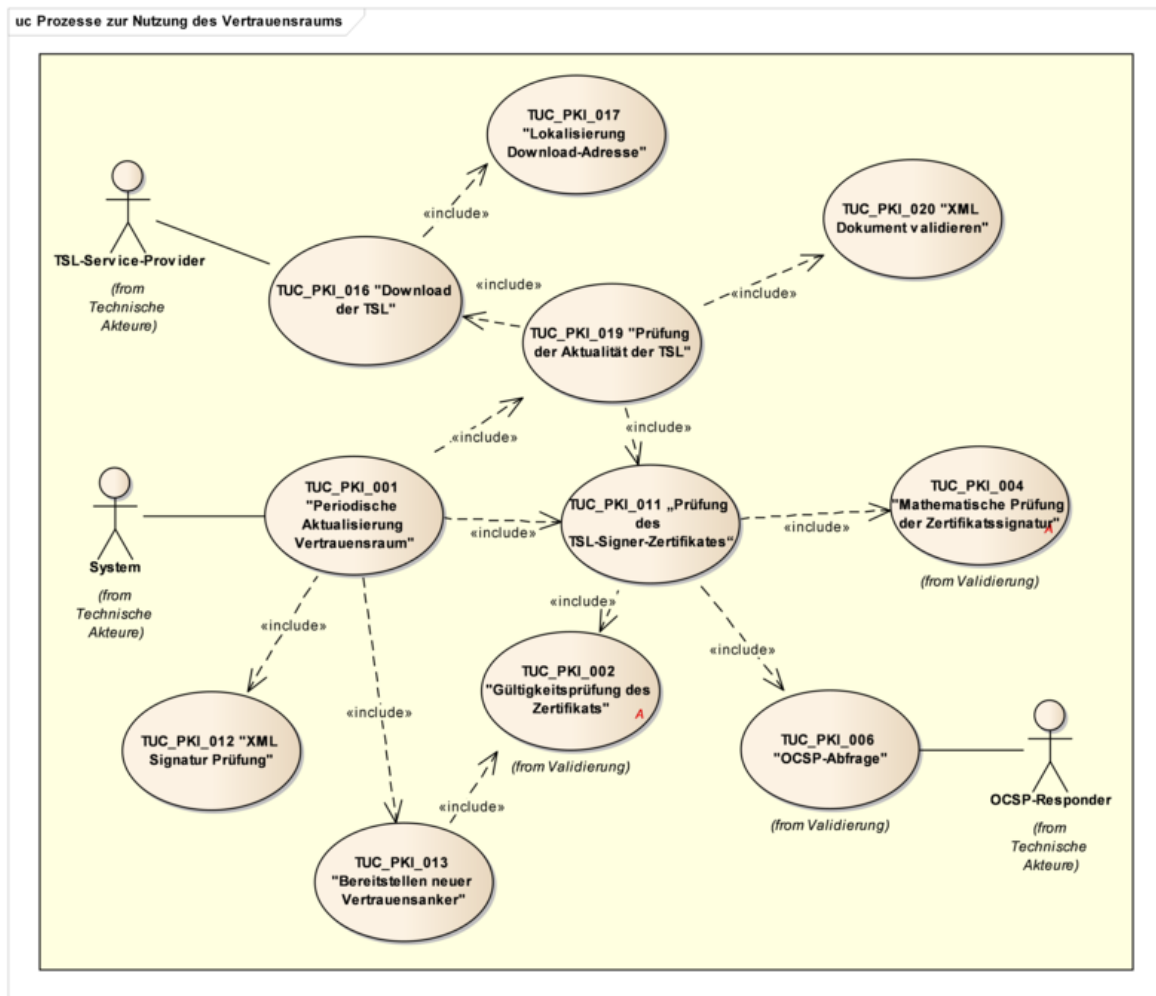 uc Prozesse zur Nutzung des Vertrauensraums
TUC_PKI_017
"Lokalisierung
Download-Adresse"
TUC_PKI_020 "XML
Dokument validieren"
«include»
TSL-Service-Provider
(from
Technische
Akteure)
TUC_PKI_016 "Download
der TSL"
«include»
«include»
TUC_PKI_019 "Prüfung
der Aktualität der TSL"
«include»
«include»
TUC_PKI_001
"Periodische
Aktualisierung
Vertrauensraum"
TUC_PKI_011 „Prüfung
des
TSL-Signer-Zertifikates“
TUC_PKI_004
"Mathematische Prüfung
der Zertifikatssignatur"
A
(from Validierung)
«include»
«include»
System
(from
Technische
Akteure)
«include»
«include»
«include»
«include»
TUC_PKI_002
"Gültigkeitsprüfung des
Zertifikats"
A
(from Validierung)
TUC_PKI_012 "XML
Signatur Prüfung"
TUC_PKI_006
"OCSP-Abfrage"
(from Validierung)
OCSP-Responder
(from
Technische
Akteure)
«include»
TUC_PKI_013
"Bereitstellen neuer
Vertrauensanker"